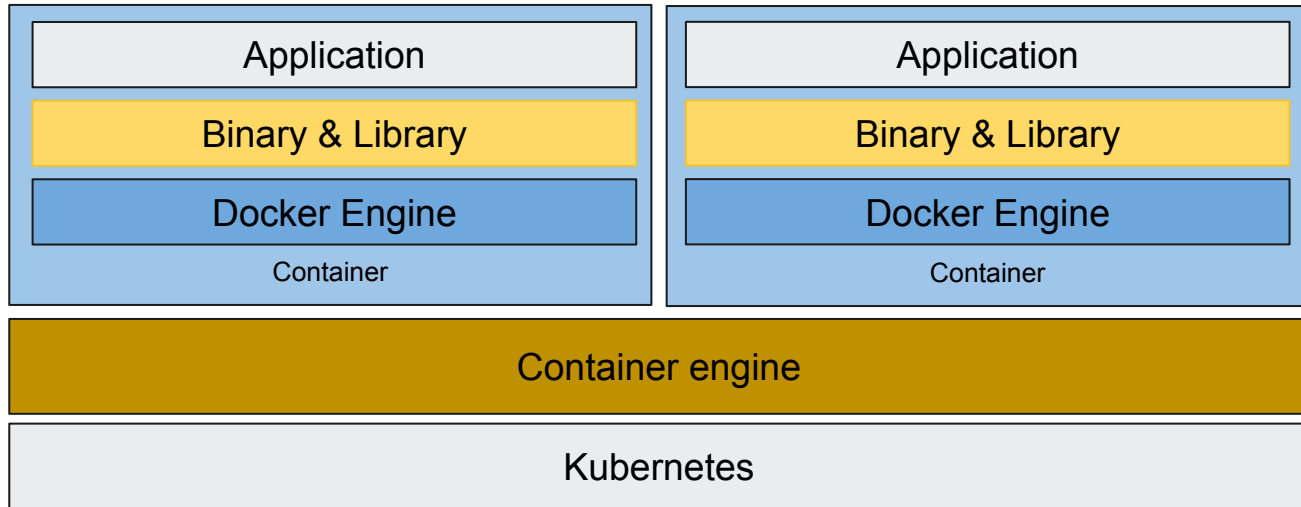 Application
Binary & Library
Docker Engine
Container
Application
Binary & Library
Docker Engine
Container
Container engine
Kubernetes